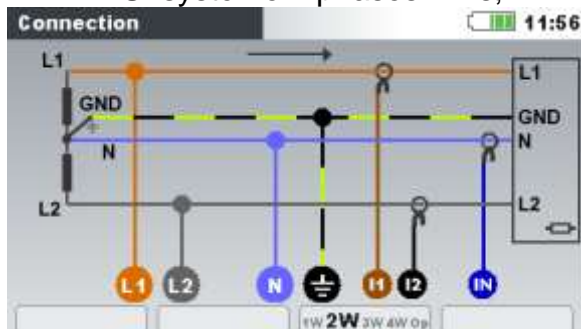 Connection 11:56
L1 L1
GND GND
N N
L2 L2
L1 L2 N I1 I2 IN
1W 2W 3W 4W Op